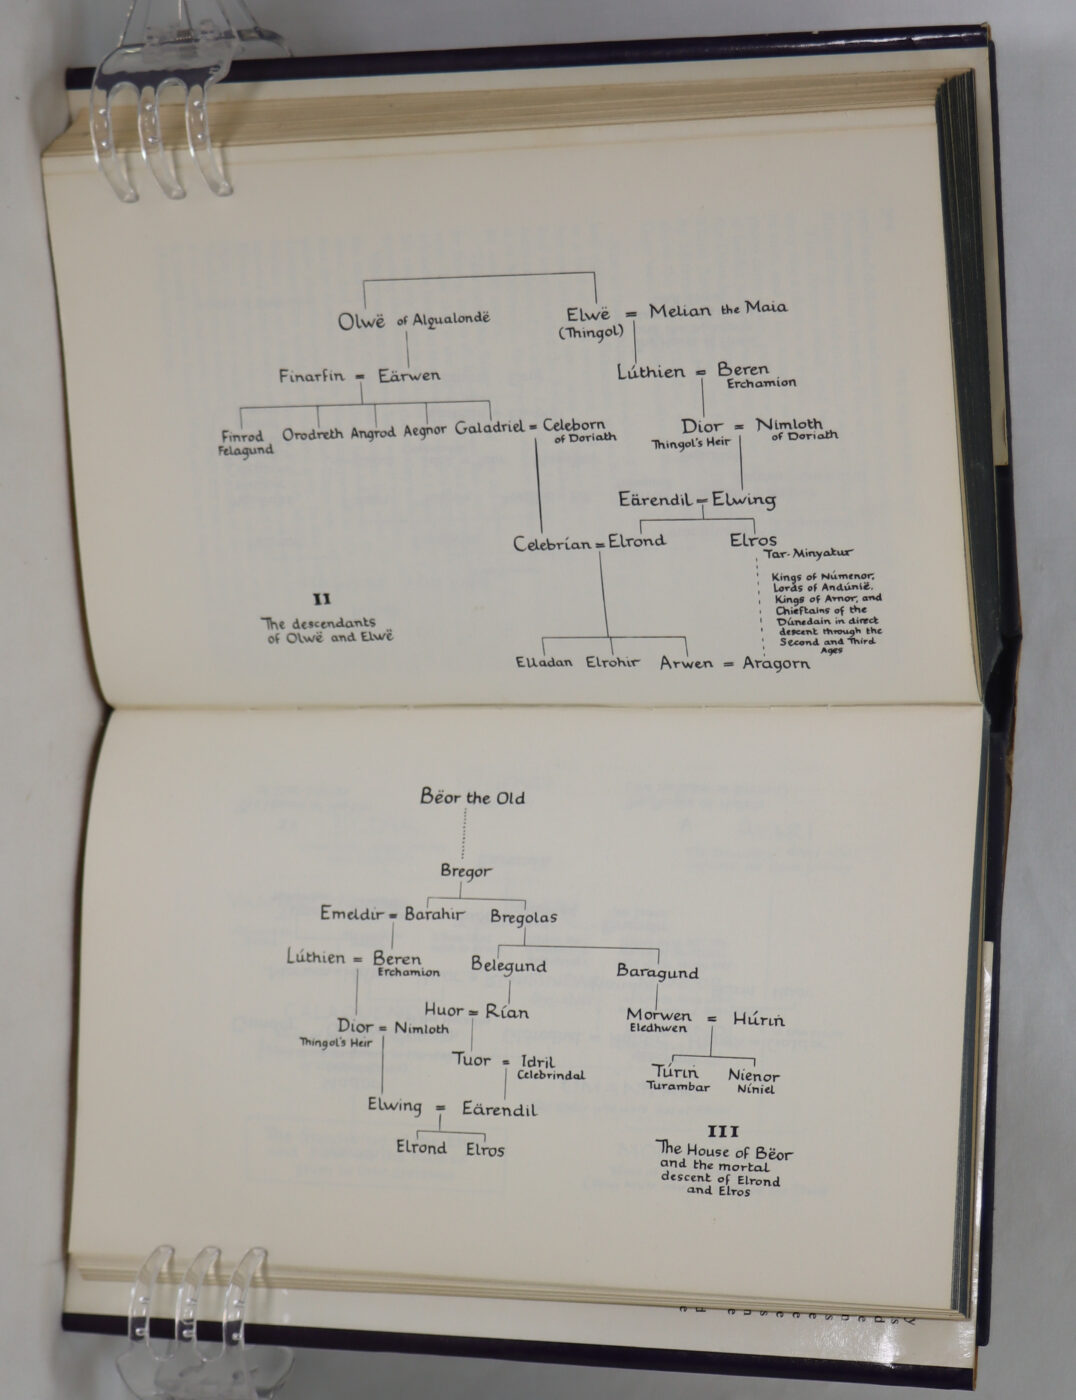 Olwë of Alqualondë
Elwë = Melian the Maia
(Thingol)
Finarfin = Eärwen
Lúthien = Beren
Erchamion
Finrod
Felagund
Orodreth Angrod Aegnor Galadriel = Celeborn
of Doriath
Dior = Nimloth
Thingol's Heir of Doriath
Eärendil = Elwing
Celebrían = Elrond Elros
Tar-Minyatur
Kings of Númenor,
Lords of Andúnië.
Kings of Arnor, and
Chieftains of the
Dúnedain in direct
descent through the
Second and Third
Ages
Elladan Elrohir Arwen = Aragorn
II
The descendants
of Olwë and Elwë
Bëor the Old
Bregor
Emeldir = Barahir Bregolas
Lúthien = Beren
Erchamion
Belegund
Baragund
Huor = Rían
Morwen = Húrin
Eledhwen
Dior = Nimloth
Thingol's Heir
Tuor = Idril
Celebrindal
Túrin
Turambar
Nienor
Níniel
Elwing = Eärendil
Elrond Elros
III
The House of Bëor
and the mortal
descent of Elrond
and Elros